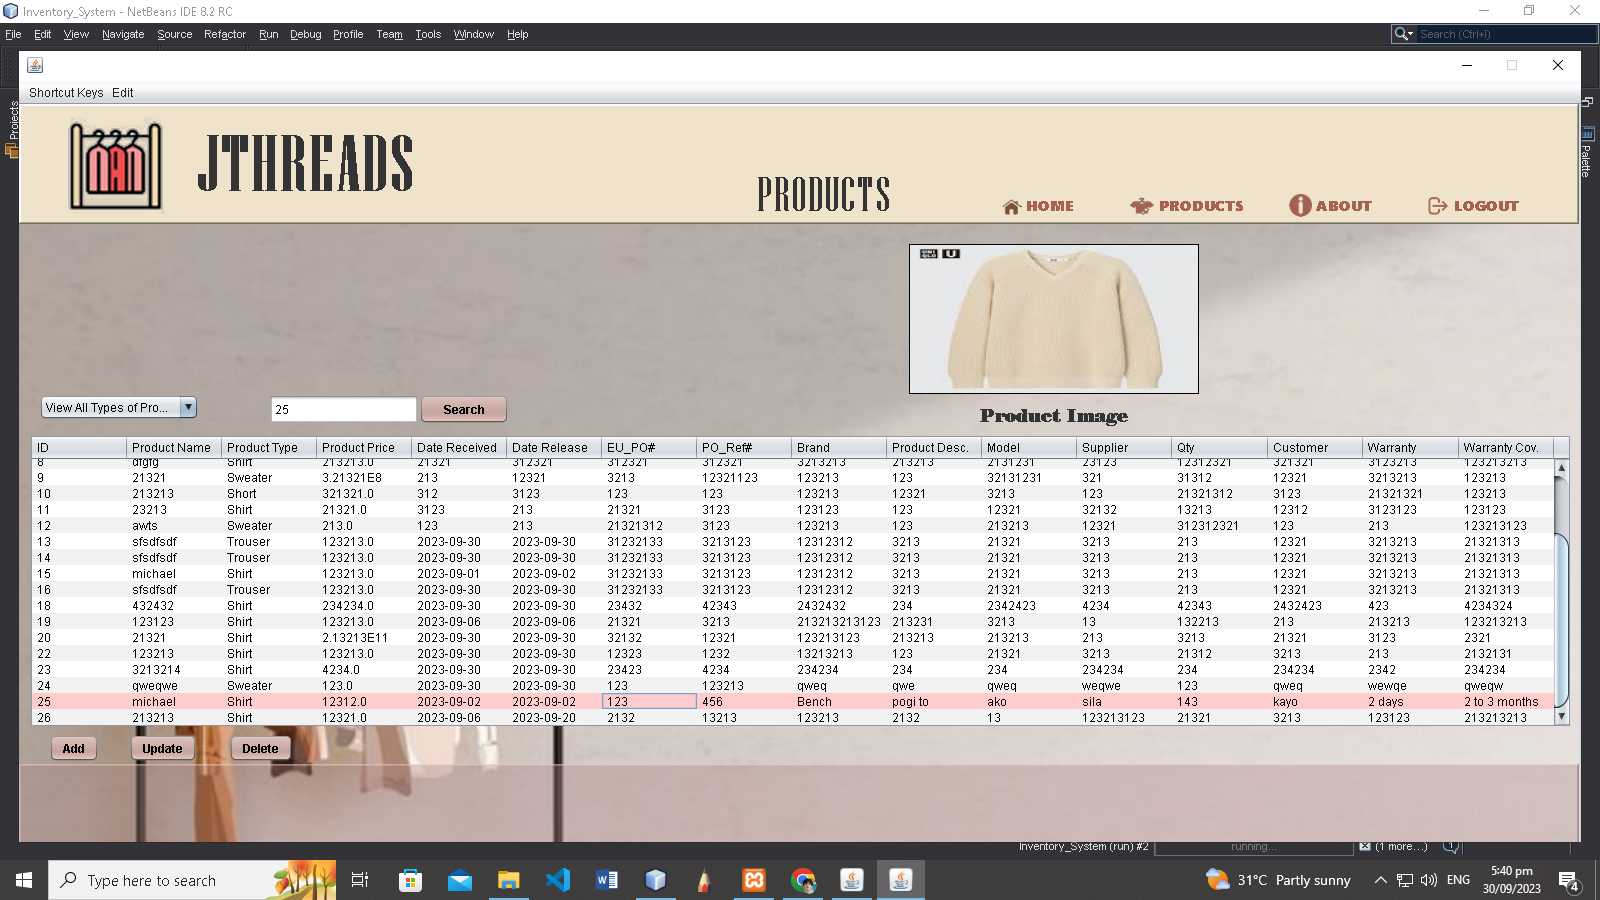 Inventory_System - NetBeans IDE 8.2 RC
File Edit View Navigate Source Refactor Run Debug Profile Team Tools Window Help
Search (Ctrl+I)
Shortcut Keys Edit
Projects
Palette
JTHREADS
PRODUCTS
HOME PRODUCTS ABOUT LOGOUT
UNI QLO U
View All Types of Pro... 25 Search
Product Image
ID Product Name Product Type Product Price Date Received Date Release EU_PO# PO_Ref# Brand Product Desc. Model Supplier Qty Customer Warranty Warranty Cov.
8 dfgfg Shirt 213213.0 21321 312321 312321 312321 3213213 213213 2131231 23123 12312321 321321 3123213 123213213
9 21321 Sweater 3.21321E8 213 12321 3213 12321123 123213 123 32131231 321 31312 12321 3213213 123213
10 213213 Short 321321.0 312 3123 123 123 123213 12321 3213 123 21321312 3123 21321321 123213
11 23213 Shirt 21321.0 3123 213 21321 3213 123123 123 12321 32132 13213 12312 3123123 123123
12 awts Sweater 213.0 123 213 21321312 3123 123213 123 213213 12321 312312321 123 213 123213123
13 sfsdfsdf Trouser 123213.0 2023-09-30 2023-09-30 31232133 3213123 12312312 3213 21321 3213 213 12321 3213213 21321313
14 sfsdfsdf Trouser 123213.0 2023-09-30 2023-09-30 31232133 3213123 12312312 3213 21321 3213 213 12321 3213213 21321313
15 michael Shirt 123213.0 2023-09-01 2023-09-02 31232133 3213123 12312312 3213 21321 3213 213 12321 3213213 21321313
16 sfsdfsdf Trouser 123213.0 2023-09-30 2023-09-30 31232133 3213123 12312312 3213 21321 3213 213 12321 3213213 21321313
18 432432 Shirt 234234.0 2023-09-30 2023-09-30 23432 42343 2432432 234 2342423 4234 42343 2432423 423 4234324
19 123123 Shirt 123213.0 2023-09-06 2023-09-06 21321 3213 213213213123 213231 3213 13 132213 213 213213 123213213
20 21321 Shirt 2.13213E11 2023-09-30 2023-09-30 32132 12321 123213123 213213 213213 213 3213 21321 3123 2321
22 123213 Shirt 123213.0 2023-09-30 2023-09-30 12323 1232 13213213 123 21321 3213 21312 3213 213 2132131
23 3213214 Shirt 4234.0 2023-09-30 2023-09-30 23423 4234 234234 234 234 234234 234 234234 2342 234234
24 qweqwe Sweater 123.0 2023-09-30 2023-09-30 123 123213 qweq qwe qweq weqwe 123 qweq wewqe qweqw
25 michael Shirt 12312.0 2023-09-02 2023-09-02 123 456 Bench pogi to ako sila 143 kayo 2 days 2 to 3 months
26 213213 Shirt 12321.0 2023-09-06 2023-09-20 2132 13213 123213 2132 13 123213123 21321 3213 123123 213213213
Add Update Delete
Inventory_System (run) #2 running... (1 more...) 1
Type here to search
31°C Partly sunny ENG 5:40 pm
30/09/2023 4